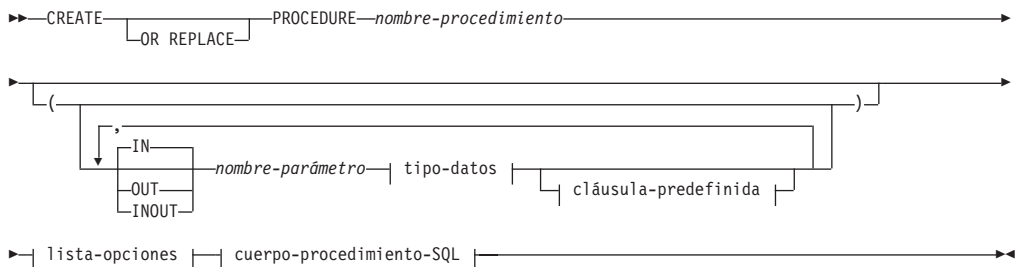 CREATE PROCEDURE nombre-procedimiento
OR REPLACE
( )
,
IN
nombre-parámetro tipo-datos
OUT cláusula-predefinida
INOUT
lista-opciones cuerpo-procedimiento-SQL